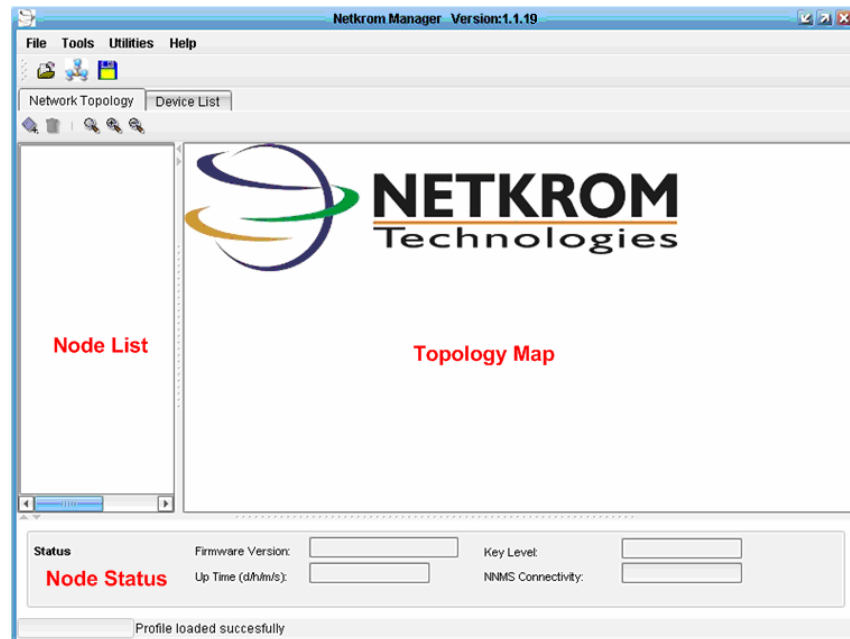 Netkrom Manager Version:1.1.19
File Tools Utilities Help
Network Topology Device List
NETKROM
Technologies
Node List
Topology Map
Status Firmware Version: Key Level:
Node Status Up Time (d/h/m/s): NNMS Connectivity:
Profile loaded succesfully